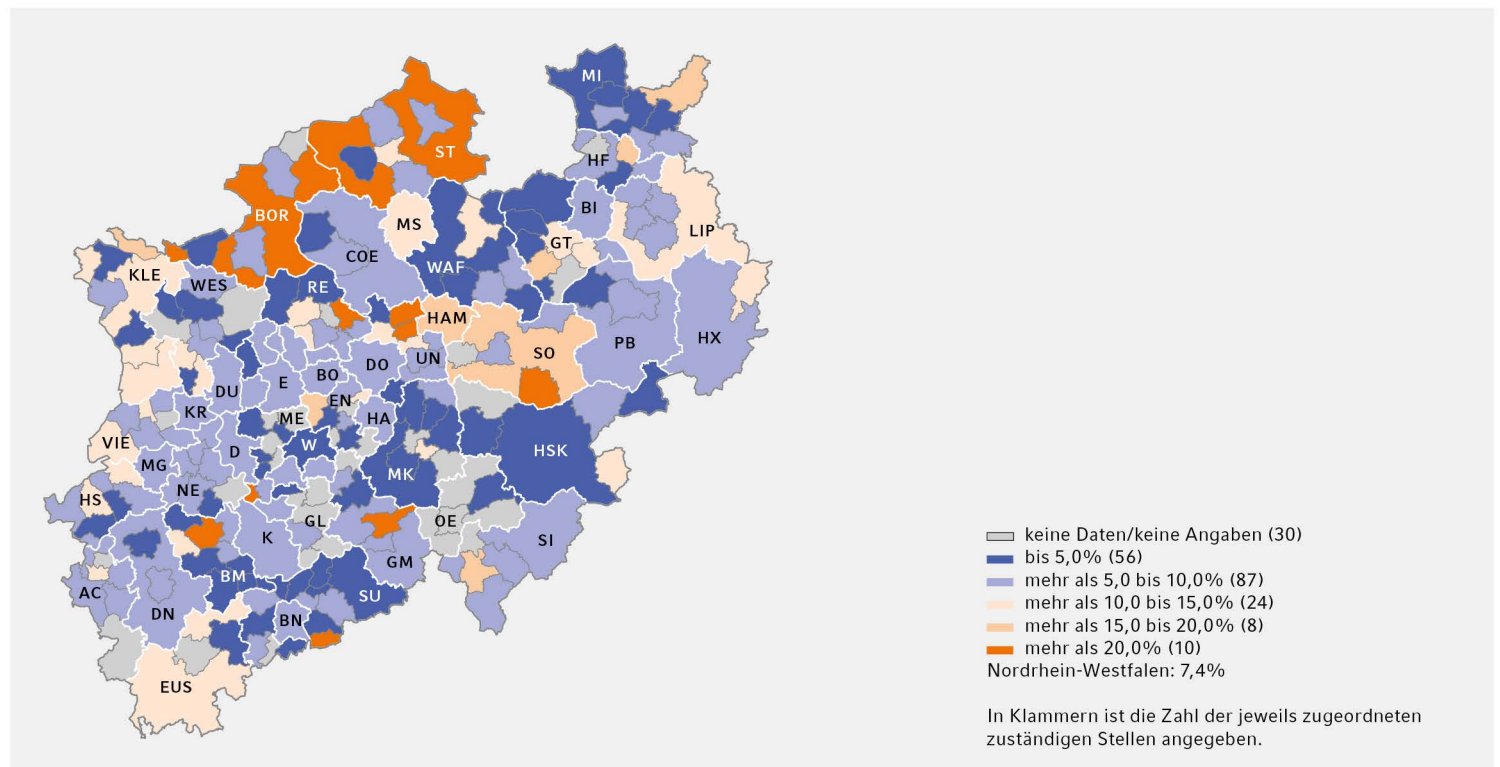 MI
ST
HF
BOR
BI
MS
GT
LIP
COE
WAF
KLE
WES
RE
HAM
HX
PB
SO
UN
DO
BO
E
DU
EN
KR
ME
HA
VIE
W
D
HSK
MG
MK
NE
HS
GL
OE
K
SI
GM
BM
AC
SU
DN
BN
EUS
keine Daten/keine Angaben (30)
bis 5,0% (56)
mehr als 5,0 bis 10,0% (87)
mehr als 10,0 bis 15,0% (24)
mehr als 15,0 bis 20,0% (8)
mehr als 20,0% (10)
Nordrhein-Westfalen: 7,4%
In Klammern ist die Zahl der jeweils zugeordneten
zuständigen Stellen angegeben.